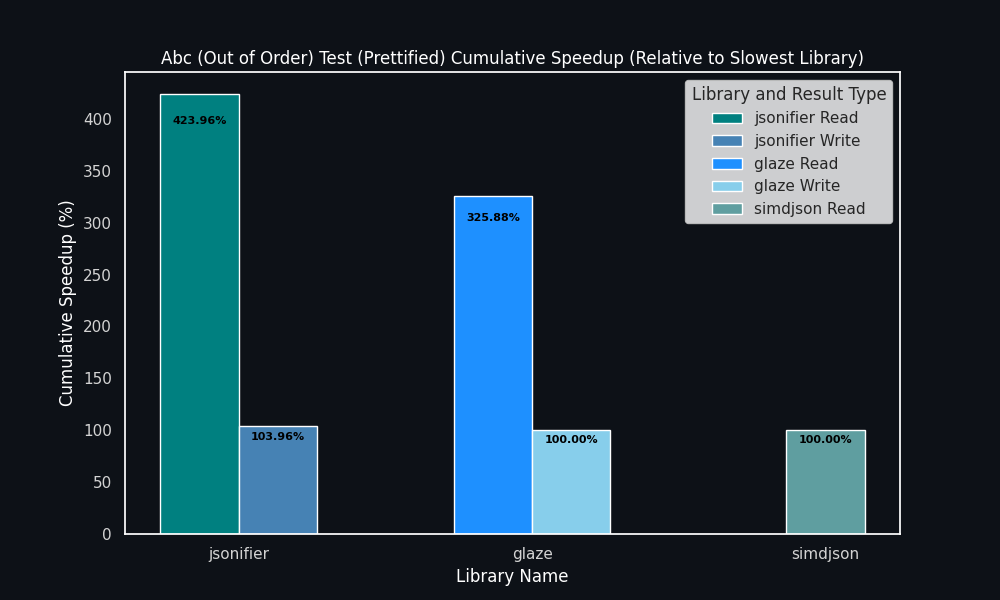 Abc (Out of Order) Test (Prettified) Cumulative Speedup (Relative to Slowest Library)
Library and Result Type
jsonifier Read
jsonifier Write
glaze Read
glaze Write
simdjson Read
Cumulative Speedup (%)
400
350
300
250
200
150
100
50
0
423.96%
103.96%
325.88%
100.00%
100.00%
jsonifier
glaze
simdjson
Library Name